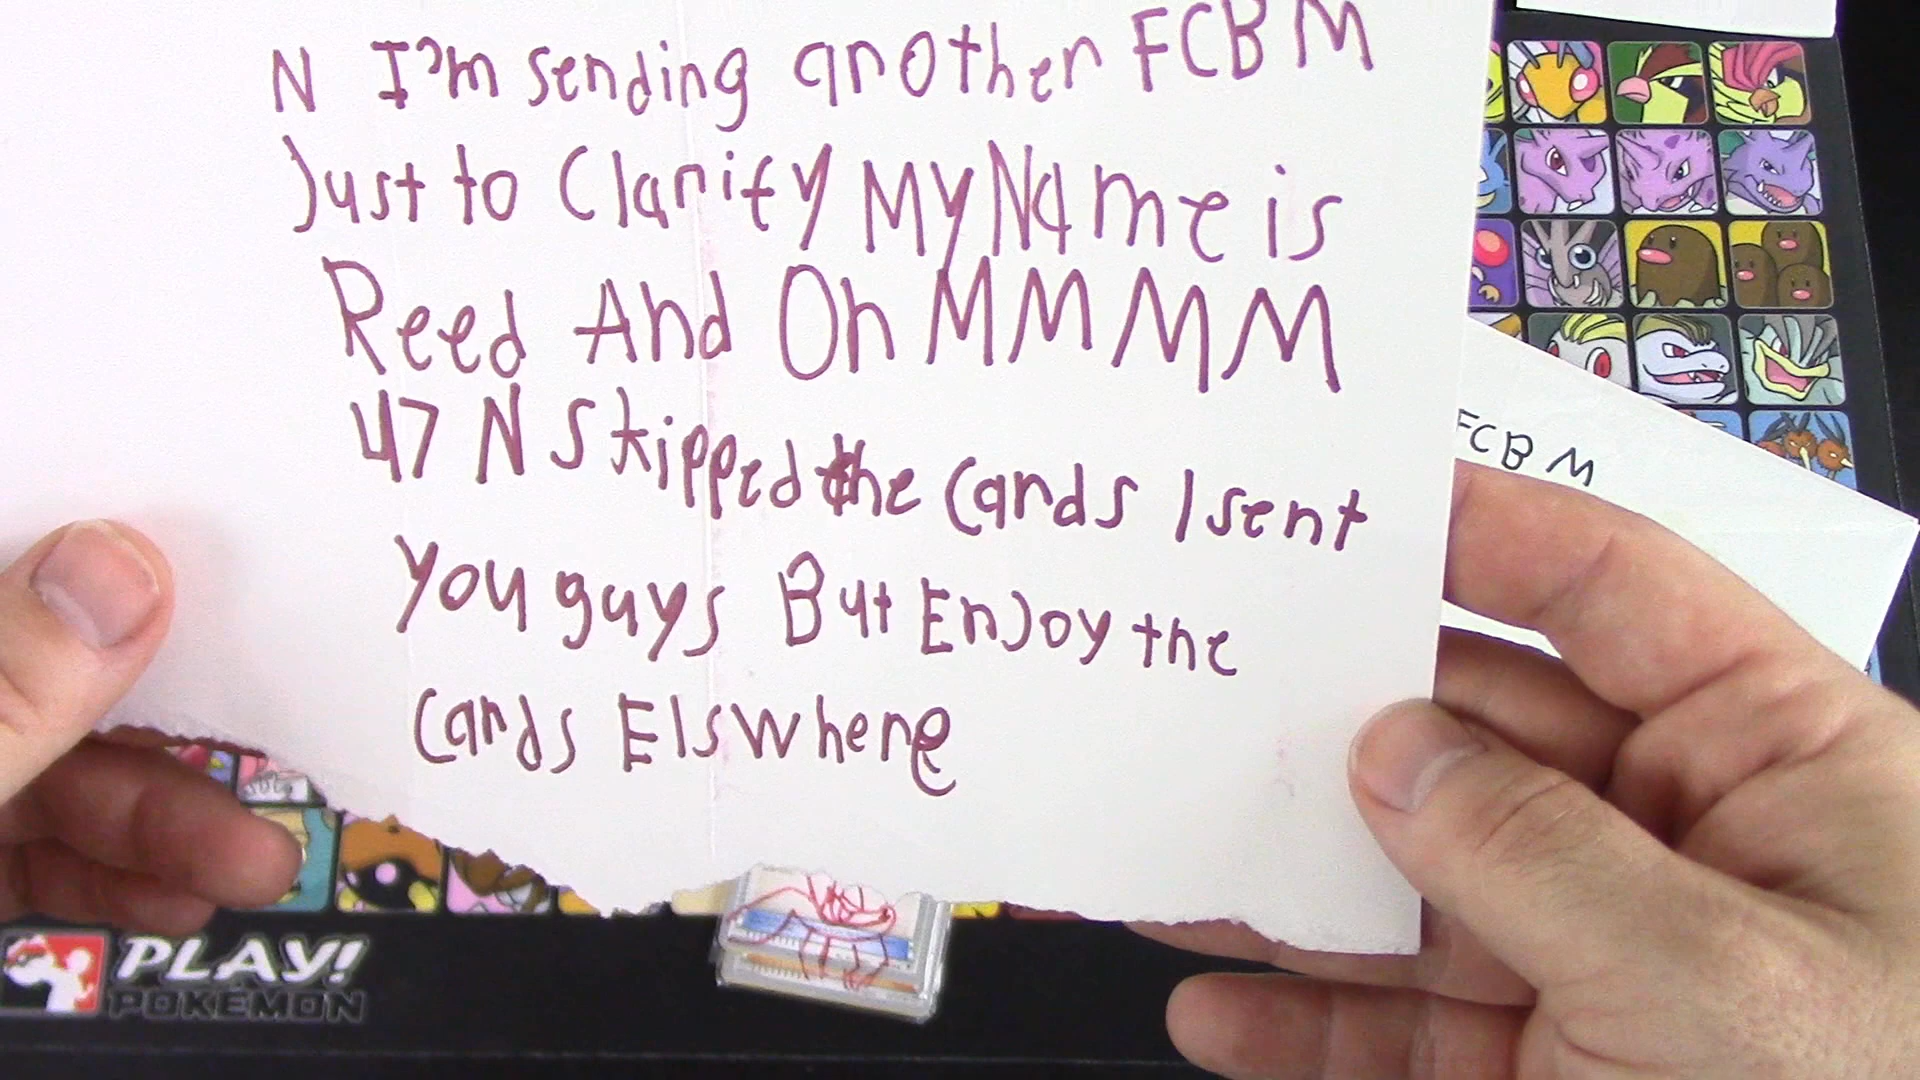 N I'm sending another FCBM
Just to Clarify My Name is
Reed And On MMMM
47 N Skipped the Cards I sent
you guys But Enjoy the
Cards Elswhere
FCBM
PLAY!
POKÉMON